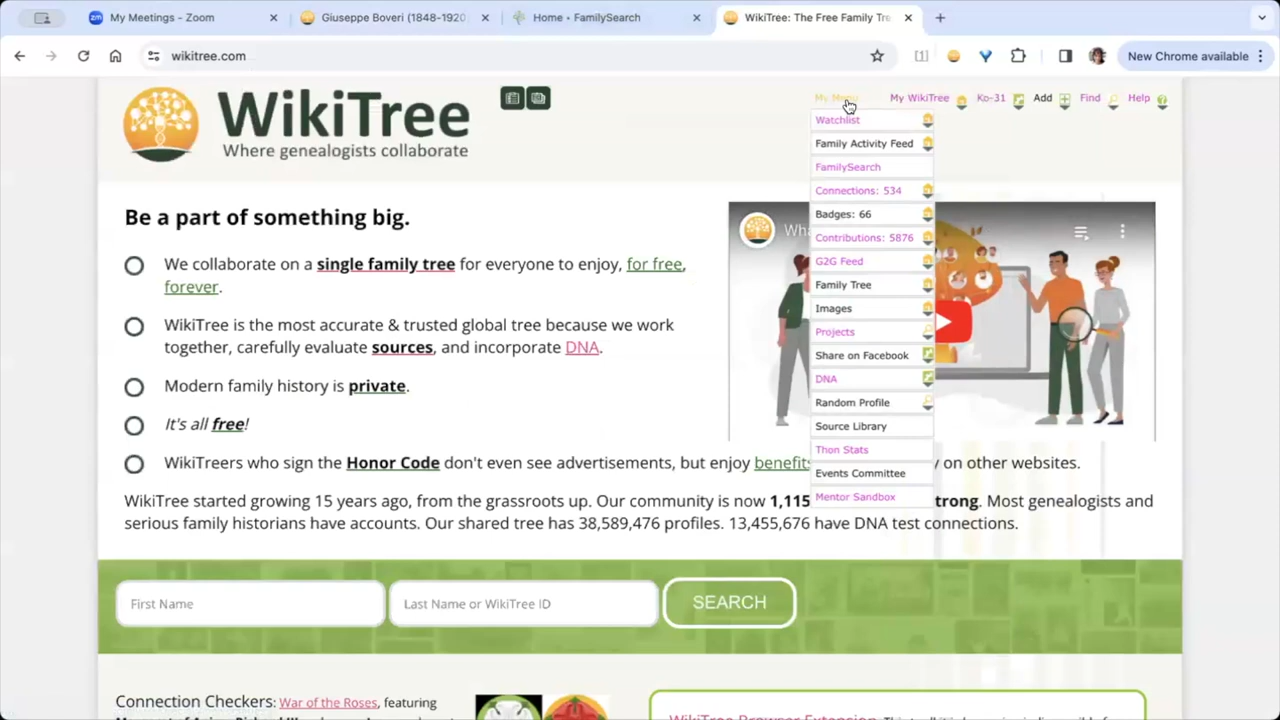 My Meetings - Zoom
Giuseppe Boveri (1848-1920
Home • FamilySearch
WikiTree: The Free Family Tre
wikitree.com
New Chrome available
WikiTree
Where genealogists collaborate
My Menu
My WikiTree
Ko-31
Add
Find
Help
Watchlist
Family Activity Feed
FamilySearch
Connections: 534
Badges: 66
Contributions: 5876
G2G Feed
Family Tree
Images
Projects
Share on Facebook
DNA
Random Profile
Source Library
Thon Stats
Events Committee
Mentor Sandbox
Be a part of something big.
We collaborate on a single family tree for everyone to enjoy, for free,
forever.
WikiTree is the most accurate & trusted global tree because we work
together, carefully evaluate sources, and incorporate DNA.
Modern family history is private.
It's all free!
WikiTreers who sign the Honor Code don't even see advertisements, but enjoy benefits on other websites.
WikiTree started growing 15 years ago, from the grassroots up. Our community is now 1,115 strong. Most genealogists and
serious family historians have accounts. Our shared tree has 38,589,476 profiles. 13,455,676 have DNA test connections.
First Name
Last Name or WikiTree ID
SEARCH
Connection Checkers: War of the Roses, featuring